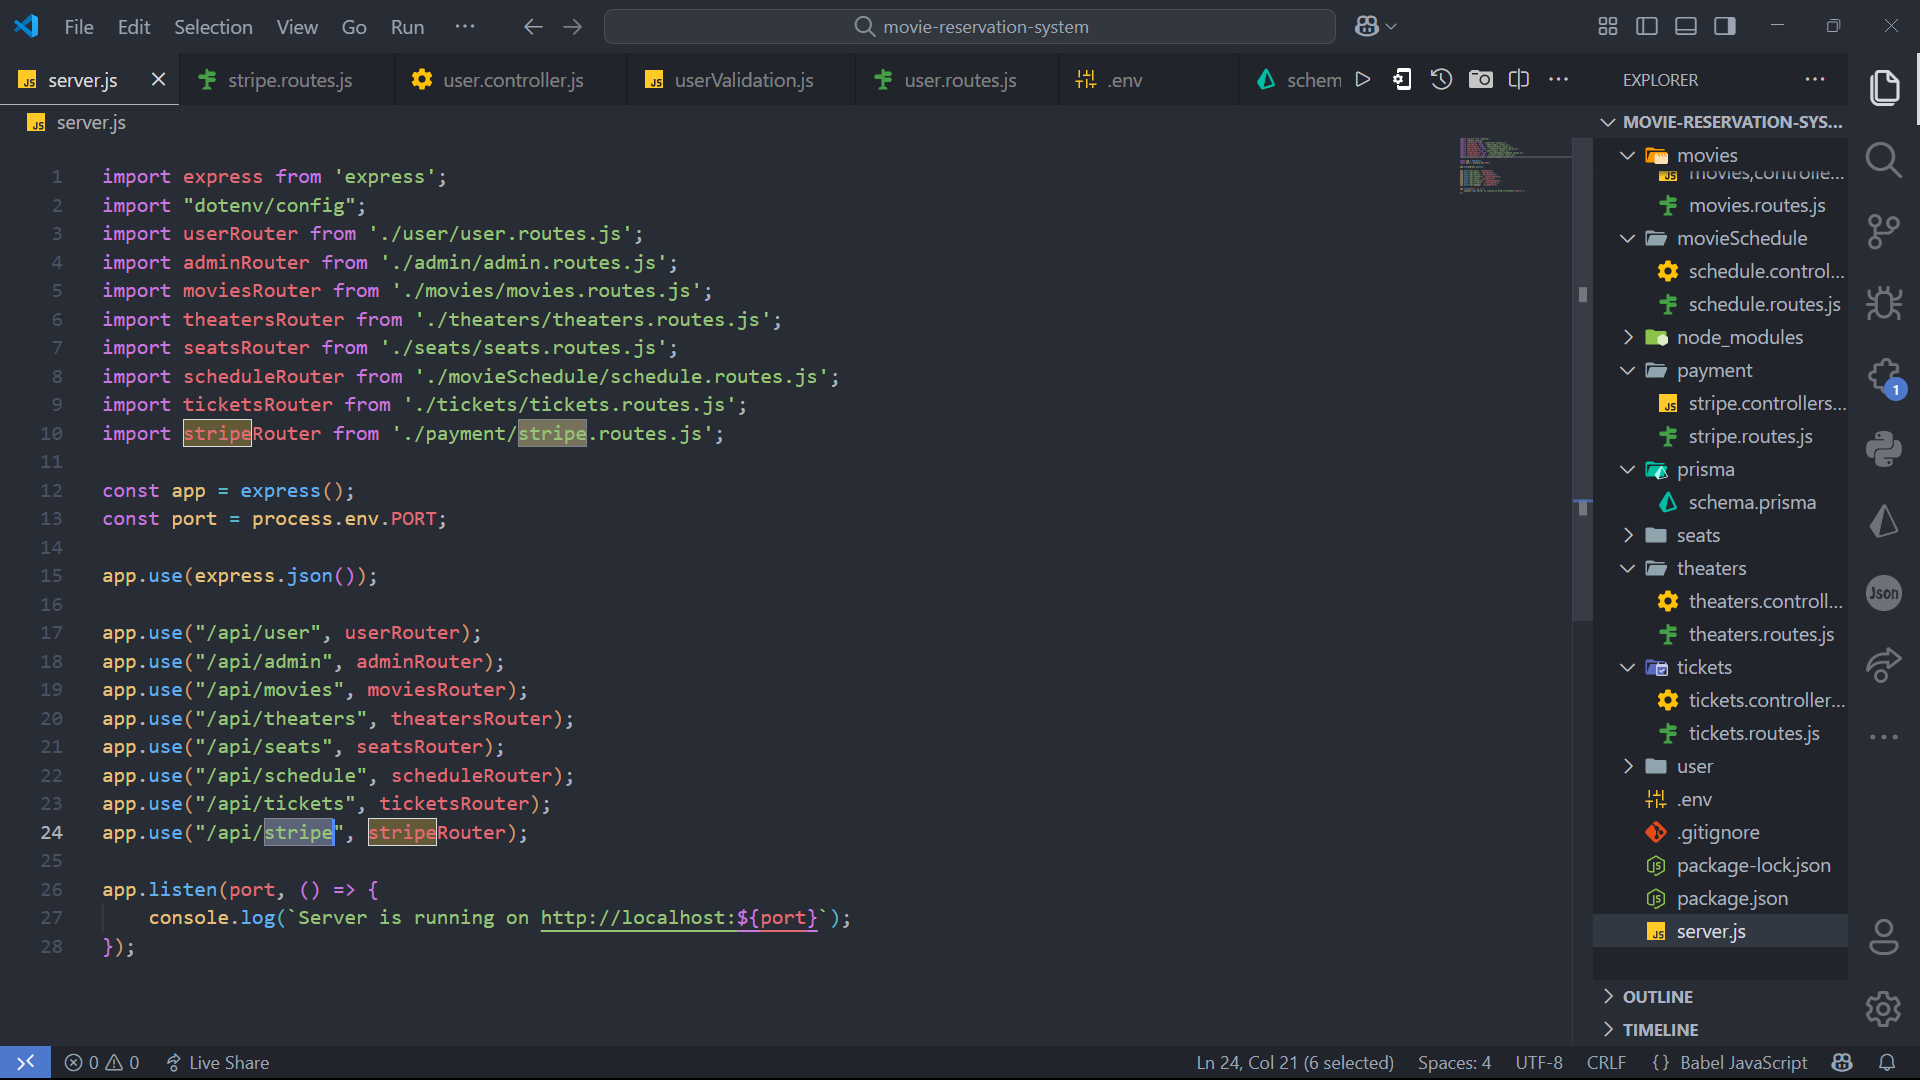 File Edit Selection View Go Run ··· movie-reservation-system
server.js stripe.routes.js user.controller.js userValidation.js user.routes.js .env schem EXPLORER
server.js
1 import express from 'express';
2 import "dotenv/config";
3 import userRouter from './user/user.routes.js';
4 import adminRouter from './admin/admin.routes.js';
5 import moviesRouter from './movies/movies.routes.js';
6 import theatersRouter from './theaters/theaters.routes.js';
7 import seatsRouter from './seats/seats.routes.js';
8 import scheduleRouter from './movieSchedule/schedule.routes.js';
9 import ticketsRouter from './tickets/tickets.routes.js';
10 import stripeRouter from './payment/stripe.routes.js';
11
12 const app = express();
13 const port = process.env.PORT;
14
15 app.use(express.json());
16
17 app.use("/api/user", userRouter);
18 app.use("/api/admin", adminRouter);
19 app.use("/api/movies", moviesRouter);
20 app.use("/api/theaters", theatersRouter);
21 app.use("/api/seats", seatsRouter);
22 app.use("/api/schedule", scheduleRouter);
23 app.use("/api/tickets", ticketsRouter);
24 app.use("/api/stripe", stripeRouter);
25
26 app.listen(port, () => {
27     console.log(`Server is running on http://localhost:${port}`);
28 });
MOVIE-RESERVATION-SYS...
movies
movies,controlle...
movies.routes.js
movieSchedule
schedule.control...
schedule.routes.js
node_modules
payment
stripe.controllers...
stripe.routes.js
prisma
schema.prisma
seats
theaters
theaters.controll...
theaters.routes.js
tickets
tickets.controller...
tickets.routes.js
user
.env
.gitignore
package-lock.json
package.json
server.js
OUTLINE
TIMELINE
1
Json
0 0 Live Share Ln 24, Col 21 (6 selected) Spaces: 4 UTF-8 CRLF {} Babel JavaScript